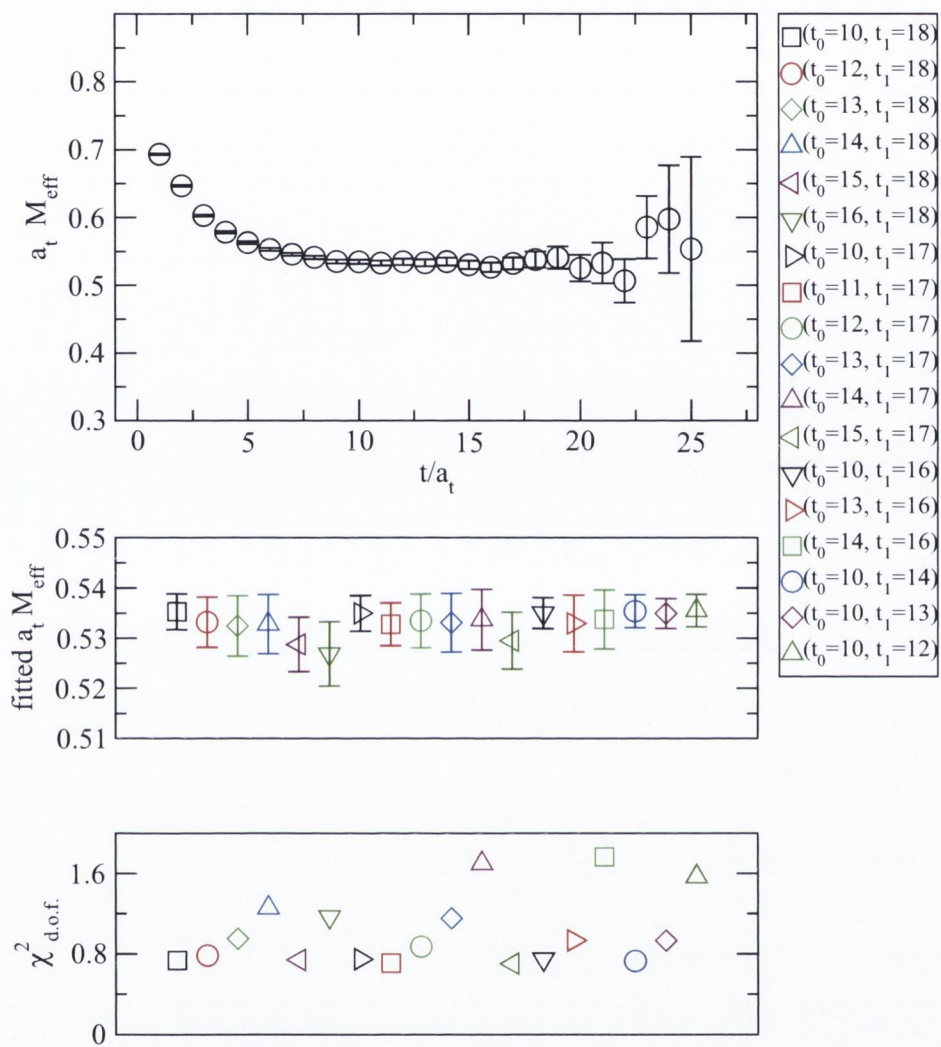 0.9
0.8
0.7
0.6
0.5
0.4
0.3
a_t M_eff
0 5 10 15 20 25
t/a_t
0.55
0.54
0.53
0.52
0.51
fitted a_t M_eff
1.6
0.8
0
χ²_d.o.f.
(t_0=10, t_1=18)
(t_0=12, t_1=18)
(t_0=13, t_1=18)
(t_0=14, t_1=18)
(t_0=15, t_1=18)
(t_0=16, t_1=18)
(t_0=10, t_1=17)
(t_0=11, t_1=17)
(t_0=12, t_1=17)
(t_0=13, t_1=17)
(t_0=14, t_1=17)
(t_0=15, t_1=17)
(t_0=10, t_1=16)
(t_0=13, t_1=16)
(t_0=14, t_1=16)
(t_0=10, t_1=14)
(t_0=10, t_1=13)
(t_0=10, t_1=12)